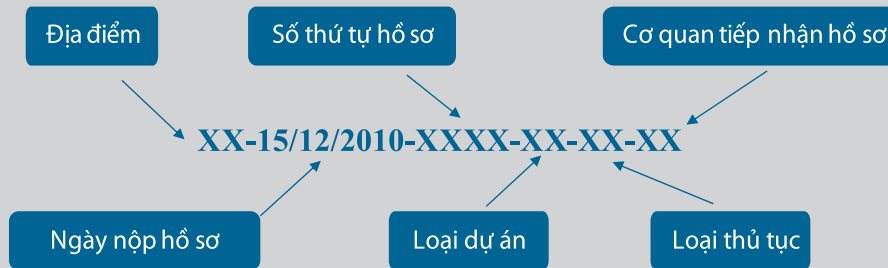 Địa điểm
Số thứ tự hồ sơ
Cơ quan tiếp nhận hồ sơ
XX-15/12/2010-XXXX-XX-XX-XX
Ngày nộp hồ sơ
Loại dự án
Loại thủ tục